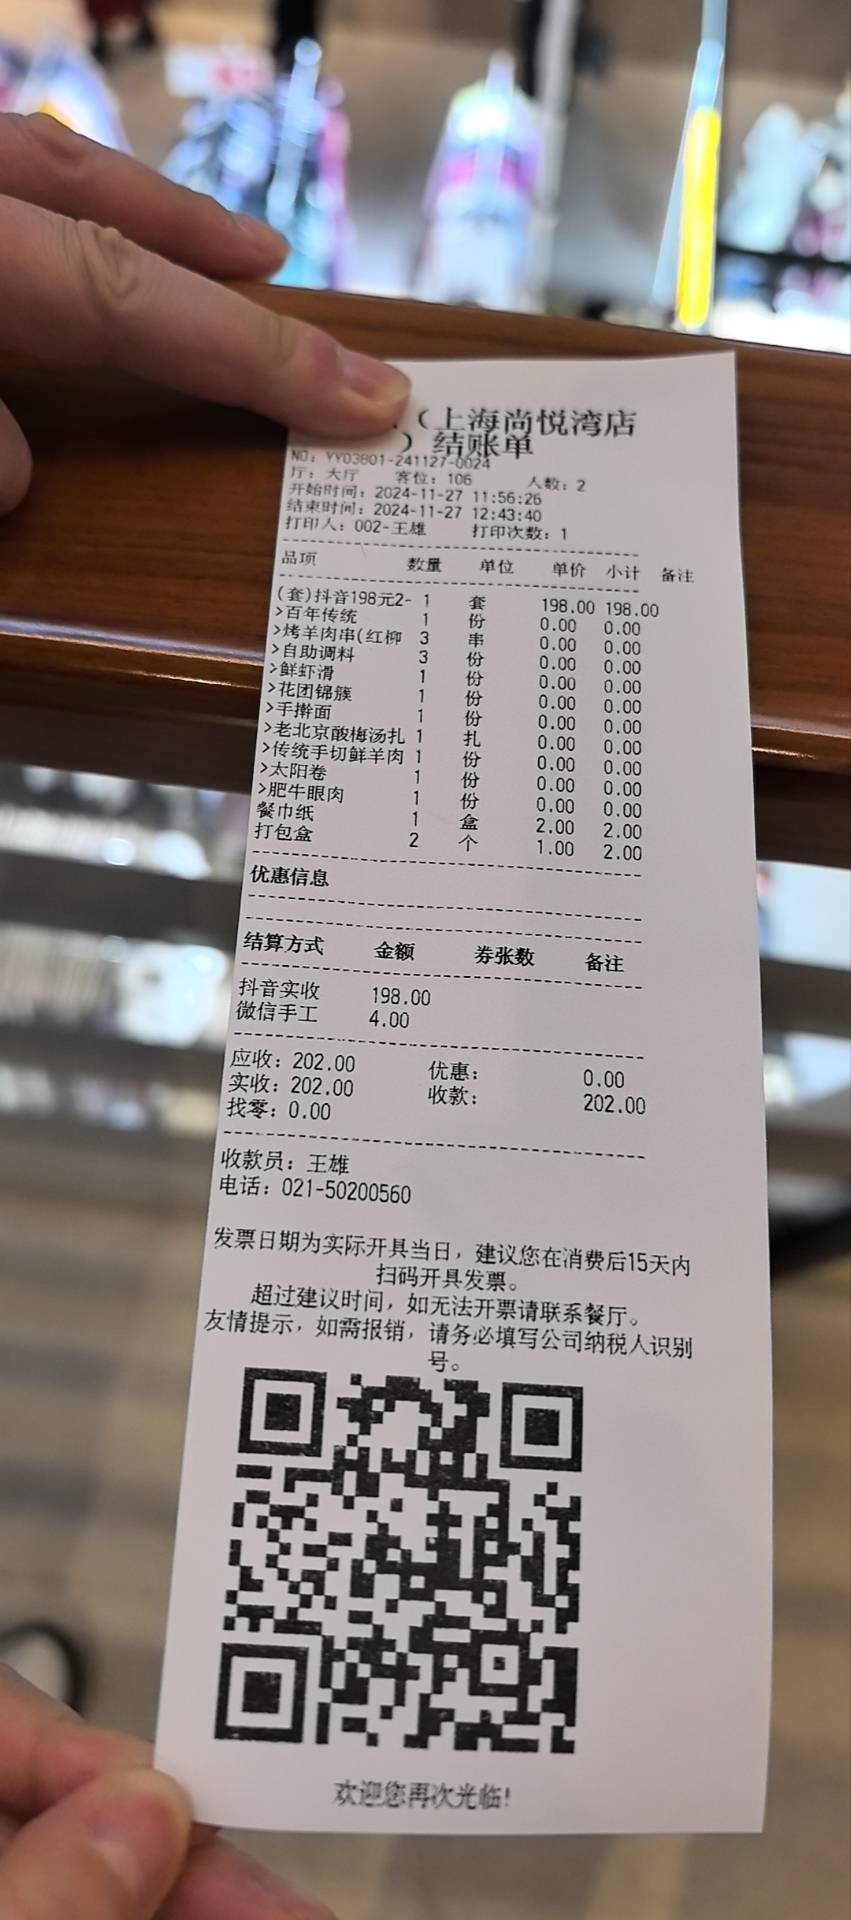 （上海尚悦湾店
）结账单
NO: YY03801-241127-0024
厅: 大厅 客位: 106 人数: 2
开始时间: 2024-11-27 11:56:26
结束时间: 2024-11-27 12:43:40
打印人: 002-王雄 打印次数: 1
品项 数量 单位 单价 小计 备注
(套)抖音198元2- 1 套 198.00 198.00
>百年传统 1 份 0.00 0.00
>烤羊肉串(红柳 3 串 0.00 0.00
>自助调料 3 份 0.00 0.00
>鲜虾滑 1 份 0.00 0.00
>花团锦簇 1 份 0.00 0.00
>手擀面 1 份 0.00 0.00
>老北京酸梅汤扎 1 扎 0.00 0.00
>传统手切鲜羊肉 1 份 0.00 0.00
>太阳卷 1 份 0.00 0.00
>肥牛眼肉 1 份 0.00 0.00
餐巾纸 1 盒 2.00 2.00
打包盒 2 个 1.00 2.00
优惠信息
结算方式 金额 券张数 备注
抖音实收 198.00
微信手工 4.00
应收: 202.00 优惠: 0.00
实收: 202.00 收款: 202.00
找零: 0.00
收款员: 王雄
电话: 021-50200560
发票日期为实际开具当日，建议您在消费后15天内
扫码开具发票。
超过建议时间，如无法开票请联系餐厅。
友情提示，如需报销，请务必填写公司纳税人识别
号。
欢迎您再次光临!